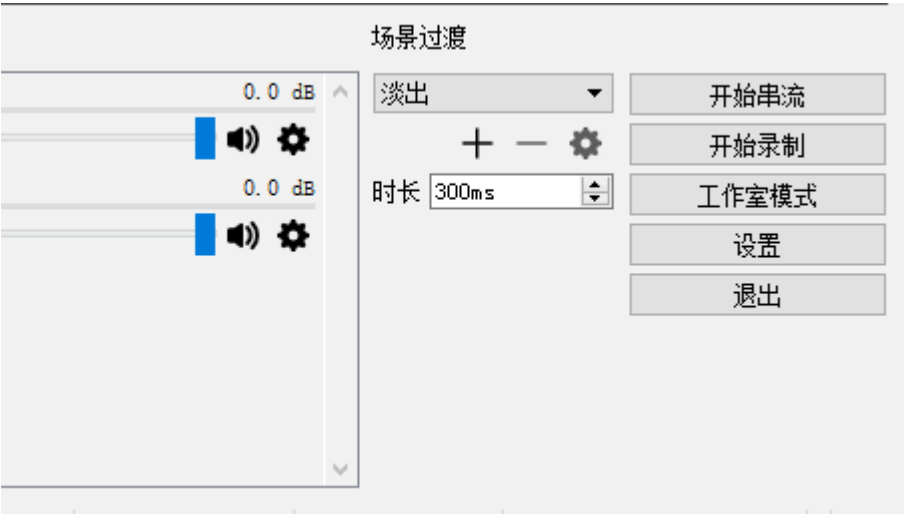 场景过渡
0.0 dB
淡出
开始串流
开始录制
0.0 dB
时长 300ms
工作室模式
设置
退出